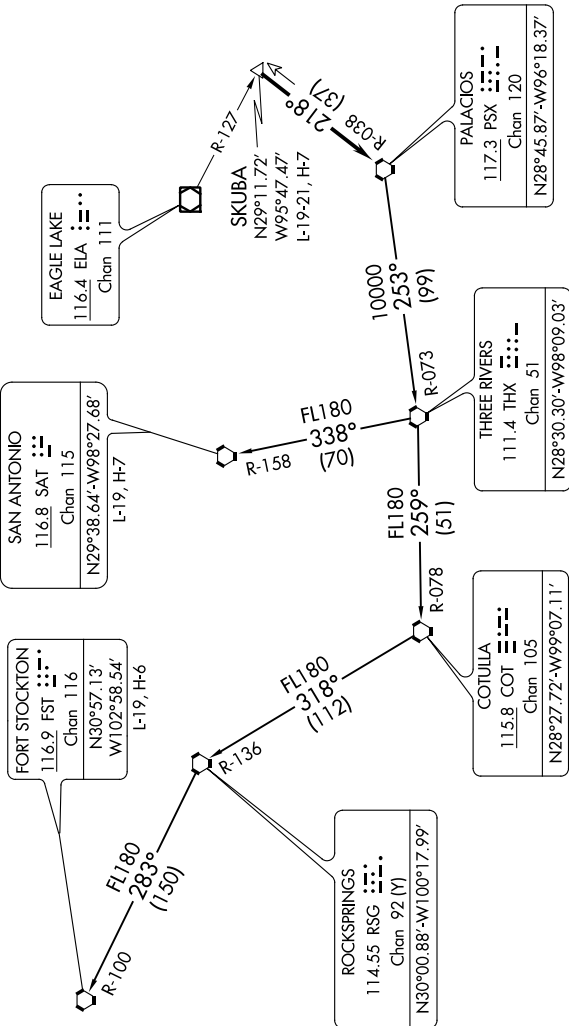 FORT STOCKTON
116.9 FST
Chan 116
N30°57.13'
W102°58.54'
L-19, H-6
SAN ANTONIO
116.8 SAT
Chan 115
N29°38.64'-W98°27.68'
L-19, H-7
EAGLE LAKE
116.4 ELA
Chan 111
R-127
SKUBA
N29°11.72'
W95°47.47'
L-19-21, H-7
218°
(37)
R-038
PALACIOS
117.3 PSX
Chan 120
N28°45.87'-W96°18.37'
10000
253°
(99)
R-073
THREE RIVERS
111.4 THX
Chan 51
N28°30.30'-W98°09.03'
FL180
338°
(70)
R-158
FL180
259°
(51)
R-078
COTULLA
115.8 COT
Chan 105
N28°27.72'-W99°07.11'
FL180
318°
(112)
R-136
ROCKSPRINGS
114.55 RSG
Chan 92 (Y)
N30°00.88'-W100°17.99'
FL180
283°
(150)
R-100